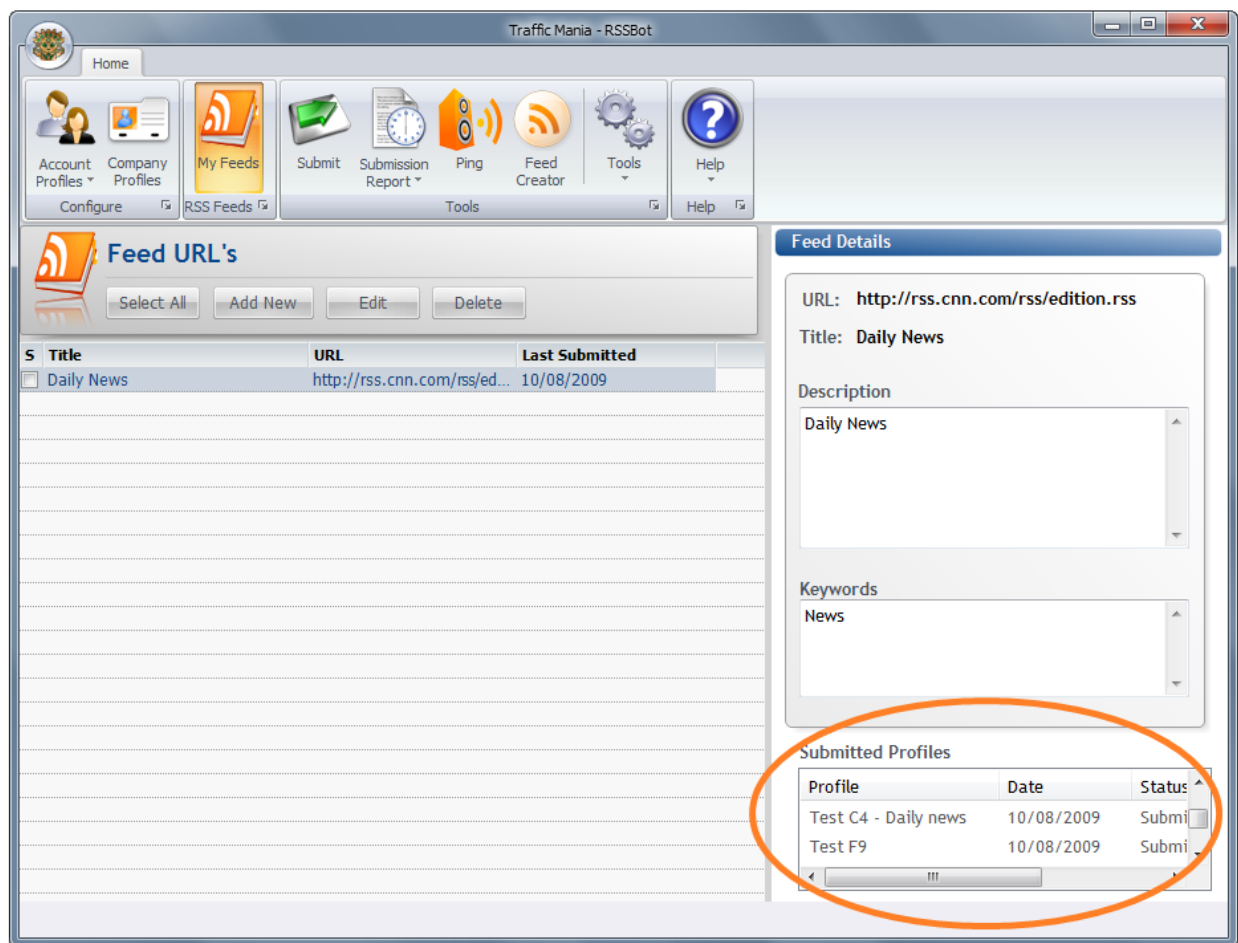 Traffic Mania - RSSBot
Home
Account Profiles
Company Profiles
My Feeds
Submit
Submission Report
Ping
Feed Creator
Tools
Help
Configure
RSS Feeds
Tools
Help
Feed URL's
Select All
Add New
Edit
Delete
S Title URL Last Submitted
Daily News http://rss.cnn.com/rss/ed... 10/08/2009
Feed Details
URL: http://rss.cnn.com/rss/edition.rss
Title: Daily News
Description
Daily News
Keywords
News
Submitted Profiles
Profile Date Status
Test C4 - Daily news 10/08/2009 Submi
Test F9 10/08/2009 Submi